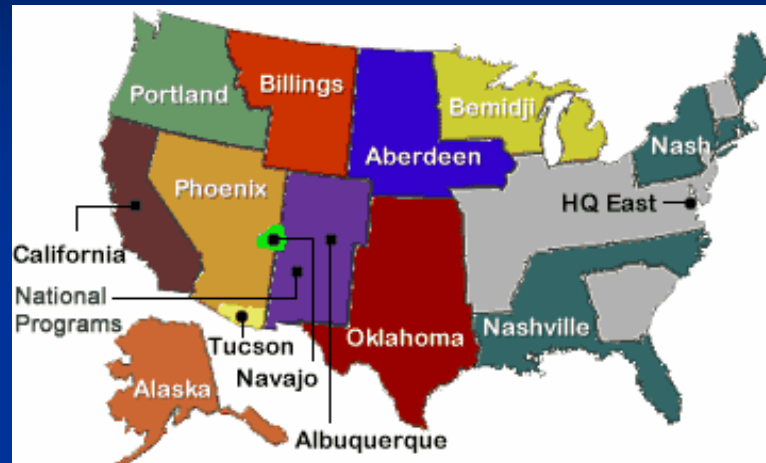 Portland
Billings
Bemidji
Aberdeen
Nash
Phoenix
HQ East
California
National
Programs
Tucson
Oklahoma
Nashville
Navajo
Alaska
Albuquerque